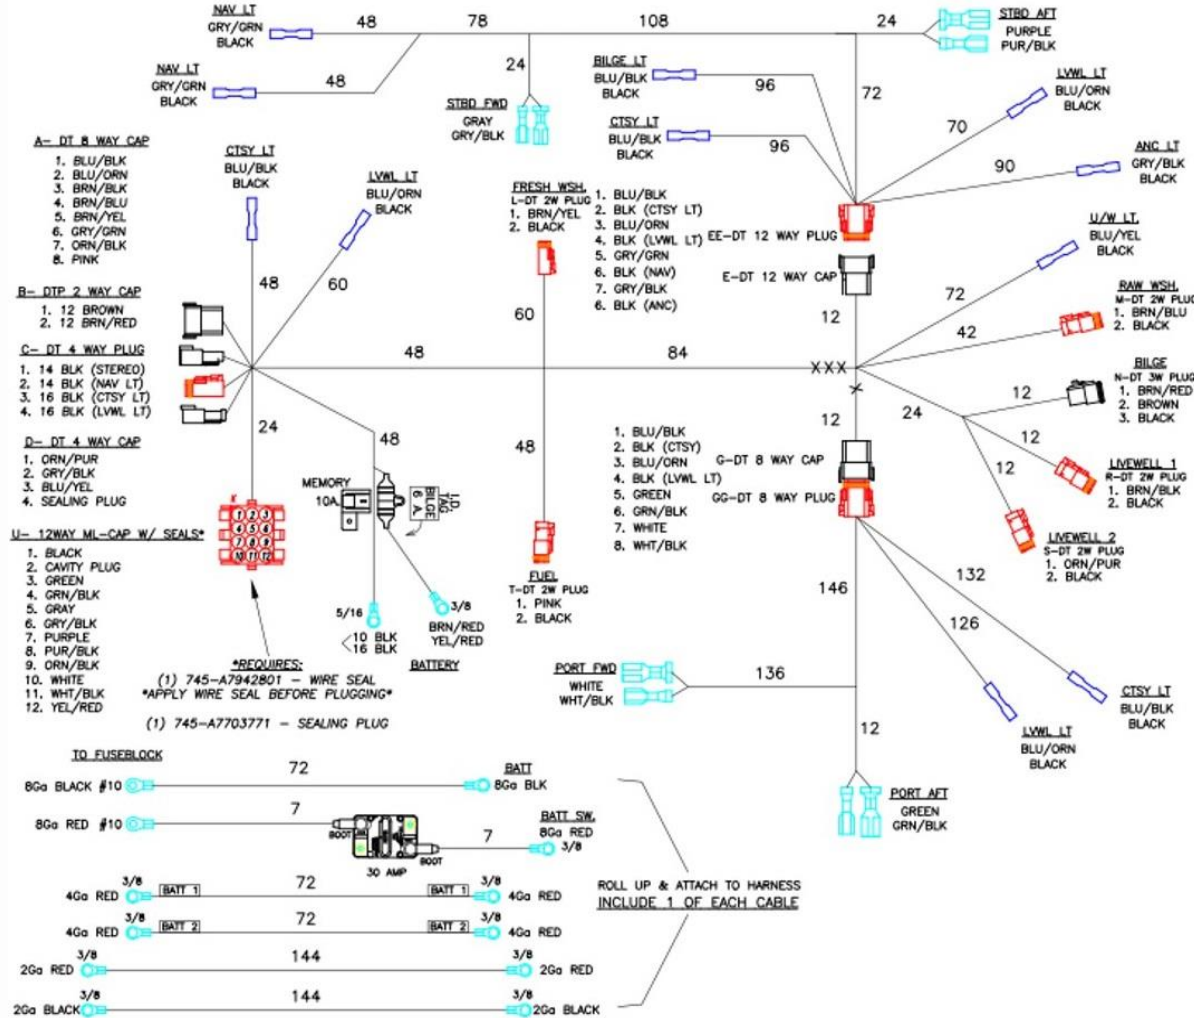 NAV LT
GRY/GRN
BLACK
48
78
108
24
STBD AFT
PURPLE
PUR/BLK
NAV LT
GRY/GRN
BLACK
48
24
STBD FWD
GRAY
GRY/BLK
BILGE LT
BLU/BLK
BLACK
96
CTSY LT
BLU/BLK
BLACK
96
72
70
LVWL LT
BLU/ORN
BLACK
90
ANC LT
GRY/BLK
BLACK
A- DT 8 WAY CAP
1. BLU/BLK
2. BLU/ORN
3. BRN/BLK
4. BRN/BLU
5. BRN/YEL
6. GRY/GRN
7. ORN/BLK
8. PINK
CTSY LT
BLU/BLK
BLACK
LVWL LT
BLU/ORN
BLACK
48
60
FRESH WSH.
L-DT 2W PLUG
1. BRN/YEL
2. BLACK
60
1. BLU/BLK
2. BLK (CTSY LT)
3. BLU/ORN
4. BLK (LVWL LT)
5. GRY/GRN
6. BLK (NAV)
7. GRY/BLK
6. BLK (ANC)
EE-DT 12 WAY PLUG
E-DT 12 WAY CAP
12
U/W LT.
BLU/YEL
BLACK
72
42
RAW WSH.
M-DT 2W PLUG
1. BRN/BLU
2. BLACK
B- DTP 2 WAY CAP
1. 12 BROWN
2. 12 BRN/RED
C- DT 4 WAY PLUG
1. 14 BLK (STEREO)
2. 14 BLK (NAV LT)
3. 16 BLK (CTSY LT)
4. 16 BLK (LVWL LT)
48
84
XXX
X
24
12
BILGE
N-DT 3W PLUG
1. BRN/RED
2. BROWN
3. BLACK
D- DT 4 WAY CAP
1. ORN/PUR
2. GRY/BLK
3. BLU/YEL
4. SEALING PLUG
24
48
48
12
1. BLU/BLK
2. BLK (CTSY)
3. BLU/ORN
4. BLK (LVWL LT)
5. GREEN
6. GRN/BLK
7. WHITE
8. WHT/BLK
G-DT 8 WAY CAP
GG-DT 8 WAY PLUG
12
12
LIVEWELL 1
R-DT 2W PLUG
1. BRN/BLK
2. BLACK
LIVEWELL 2
S-DT 2W PLUG
1. ORN/PUR
2. BLACK
U- 12WAY ML-CAP W/ SEALS*
1. BLACK
2. CAVITY PLUG
3. GREEN
4. GRN/BLK
5. GRAY
6. GRY/BLK
7. PURPLE
8. PUR/BLK
9. ORN/BLK
10. WHITE
11. WHT/BLK
12. YEL/RED
K
1 2 3
4 5 6
7 8 9
10 11 12
MEMORY
10A.
I.D
TAG
BILGE
6 A.
5/16
10 BLK
16 BLK
3/8
BRN/RED
YEL/RED
BATTERY
FUEL
T-DT 2W PLUG
1. PINK
2. BLACK
146
132
126
*REQUIRES:
(1) 745-A7942801 - WIRE SEAL
*APPLY WIRE SEAL BEFORE PLUGGING*
(1) 745-A7703771 - SEALING PLUG
PORT FWD
WHITE
WHT/BLK
136
CTSY LT
BLU/BLK
BLACK
LVWL LT
BLU/ORN
BLACK
12
PORT AFT
GREEN
GRN/BLK
TO FUSEBLOCK
8Ga BLACK #10
72
BATT
8Ga BLK
8Ga RED #10
7
BOOT
30 AMP
BOOT
7
BATT SW.
8Ga RED
3/8
4Ga RED
3/8
BATT 1
72
BATT 1
3/8
4Ga RED
4Ga RED
3/8
BATT 2
72
BATT 2
3/8
4Ga RED
2Ga RED
3/8
144
3/8
2Ga RED
2Ga BLACK
3/8
144
3/8
2Ga BLACK
ROLL UP & ATTACH TO HARNESS
INCLUDE 1 OF EACH CABLE